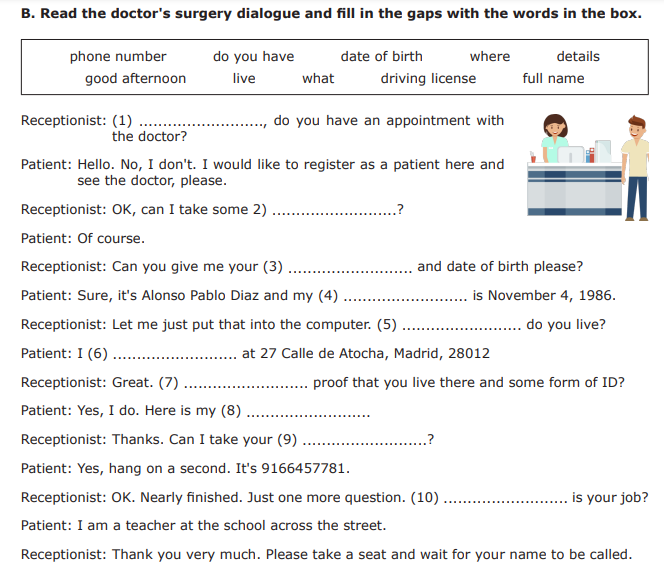 B. Read the doctor's surgery dialogue and fill in the gaps with the words in the box.
phone number do you have date of birth where details
good afternoon live what driving license full name
Receptionist: (1) ........................., do you have an appointment with
the doctor?
Patient: Hello. No, I don't. I would like to register as a patient here and
see the doctor, please.
Receptionist: OK, can I take some 2) .........................?
Patient: Of course.
Receptionist: Can you give me your (3) ......................... and date of birth please?
Patient: Sure, it's Alonso Pablo Diaz and my (4) ......................... is November 4, 1986.
Receptionist: Let me just put that into the computer. (5) ........................ do you live?
Patient: I (6) ......................... at 27 Calle de Atocha, Madrid, 28012
Receptionist: Great. (7) ......................... proof that you live there and some form of ID?
Patient: Yes, I do. Here is my (8) .........................
Receptionist: Thanks. Can I take your (9) .........................?
Patient: Yes, hang on a second. It's 9166457781.
Receptionist: OK. Nearly finished. Just one more question. (10) ......................... is your job?
Patient: I am a teacher at the school across the street.
Receptionist: Thank you very much. Please take a seat and wait for your name to be called.